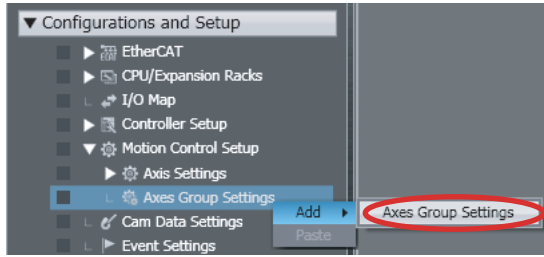 Configurations and Setup
EtherCAT
CPU/Expansion Racks
I/O Map
Controller Setup
Motion Control Setup
Axis Settings
Axes Group Settings
Add
Axes Group Settings
Cam Data Settings
Paste
Event Settings